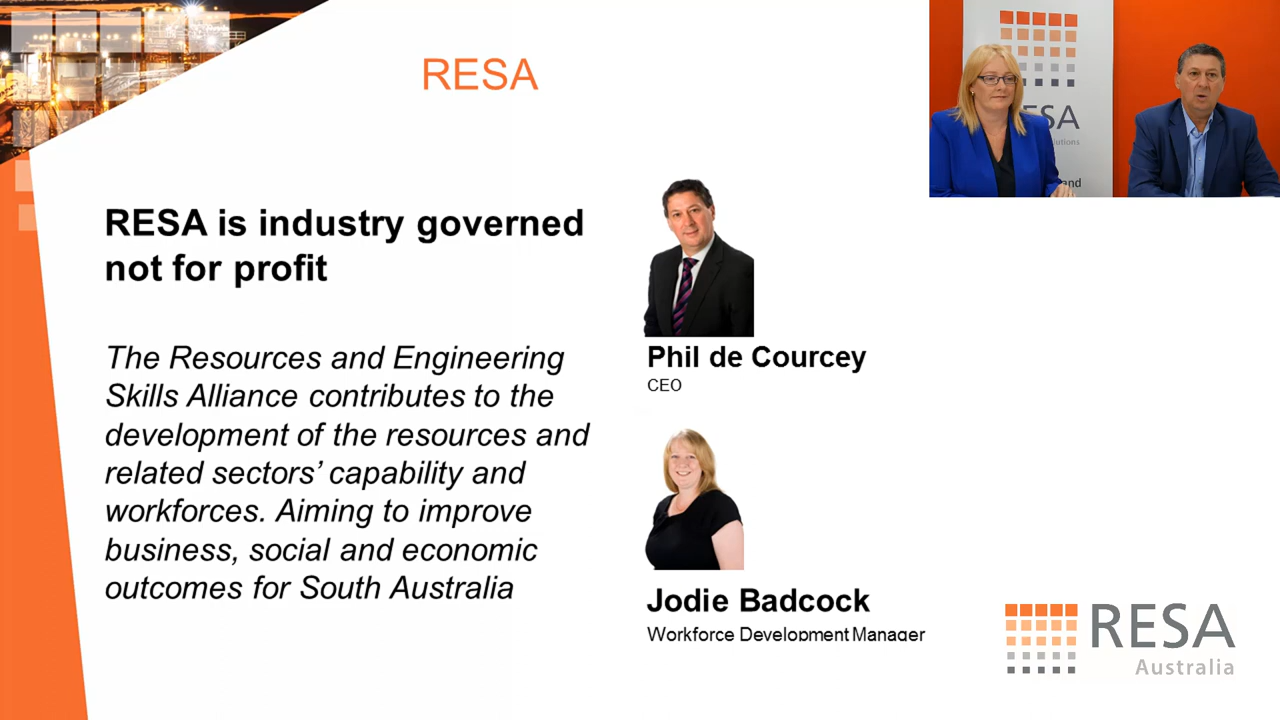 RESA
RESA is industry governed
not for profit
The Resources and Engineering
Skills Alliance contributes to the
development of the resources and
related sectors’ capability and
workforces. Aiming to improve
business, social and economic
outcomes for South Australia
Phil de Courcey
CEO
Jodie Badcock
Workforce Development Manager
ESA
and
RESA
Australia